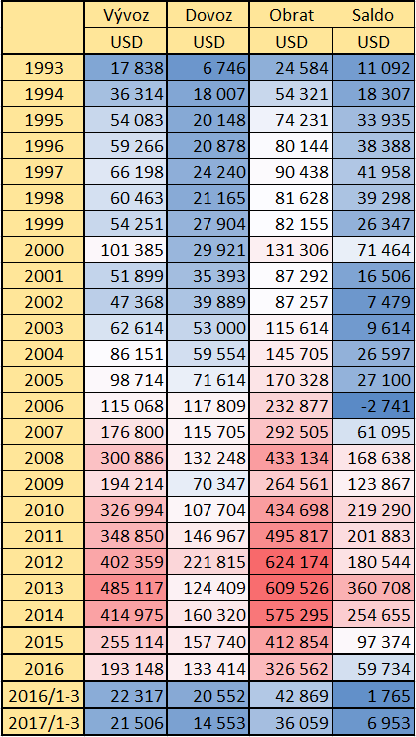 Vývoz Dovoz Obrat Saldo
USD USD USD USD
1993 17 838 6 746 24 584 11 092
1994 36 314 18 007 54 321 18 307
1995 54 083 20 148 74 231 33 935
1996 59 266 20 878 80 144 38 388
1997 66 198 24 240 90 438 41 958
1998 60 463 21 165 81 628 39 298
1999 54 251 27 904 82 155 26 347
2000 101 385 29 921 131 306 71 464
2001 51 899 35 393 87 292 16 506
2002 47 368 39 889 87 257 7 479
2003 62 614 53 000 115 614 9 614
2004 86 151 59 554 145 705 26 597
2005 98 714 71 614 170 328 27 100
2006 115 068 117 809 232 877 -2 741
2007 176 800 115 705 292 505 61 095
2008 300 886 132 248 433 134 168 638
2009 194 214 70 347 264 561 123 867
2010 326 994 107 704 434 698 219 290
2011 348 850 146 967 495 817 201 883
2012 402 359 221 815 624 174 180 544
2013 485 117 124 409 609 526 360 708
2014 414 975 160 320 575 295 254 655
2015 255 114 157 740 412 854 97 374
2016 193 148 133 414 326 562 59 734
2016/1-3 22 317 20 552 42 869 1 765
2017/1-3 21 506 14 553 36 059 6 953